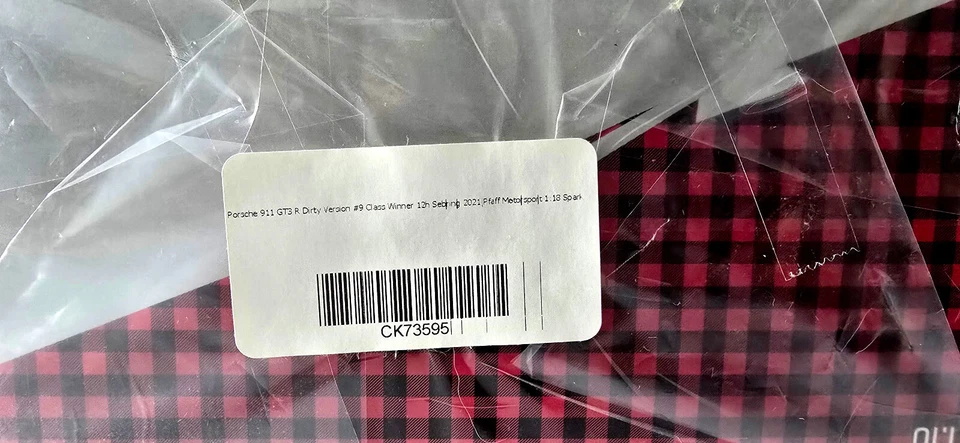 Porsche 911 GT3 R Dirty Version #9 Class Winner 12h Sebring 2021 Pfaff Motorsport 1:18 Spark
CK73595